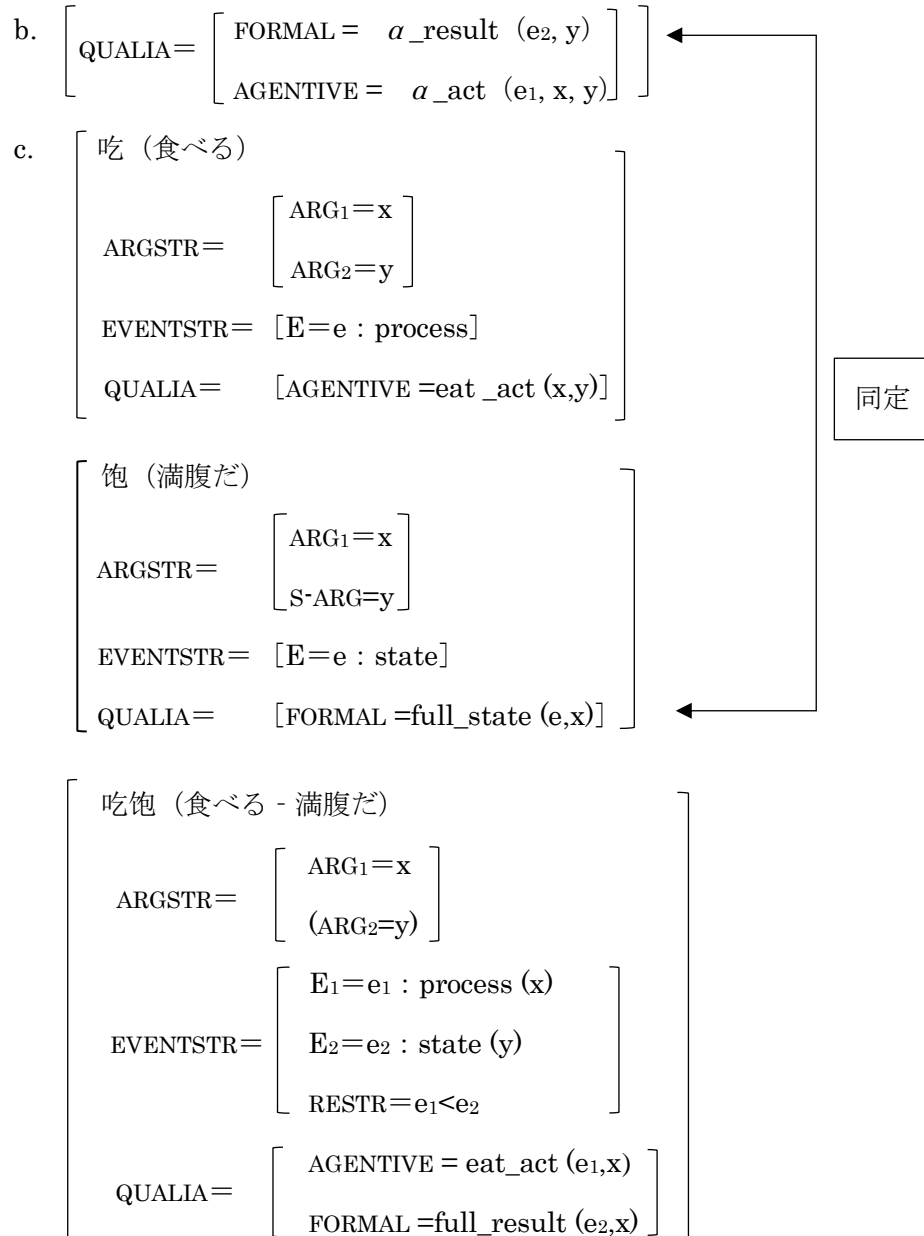 b. [QUALIA＝ [FORMAL = α_result (e₂, y)
AGENTIVE = α_act (e₁, x, y)]]
c. 吃（食べる）
ARG₁＝x
ARGSTR＝
ARG₂＝y
EVENTSTR＝ [E＝e : process]
QUALIA＝ [AGENTIVE =eat _act (x,y)]
同定
饱（満腹だ）
ARG₁＝x
ARGSTR＝
S-ARG=y
EVENTSTR＝ [E＝e : state]
QUALIA＝ [FORMAL =full_state (e,x)]
吃饱（食べる‐満腹だ）
ARG₁＝x
ARGSTR＝
(ARG₂=y)
E₁＝e₁ : process (x)
EVENTSTR＝ E₂＝e₂ : state (y)
RESTR＝e₁<e₂
AGENTIVE = eat_act (e₁,x)
QUALIA＝
FORMAL =full_result (e₂,x)